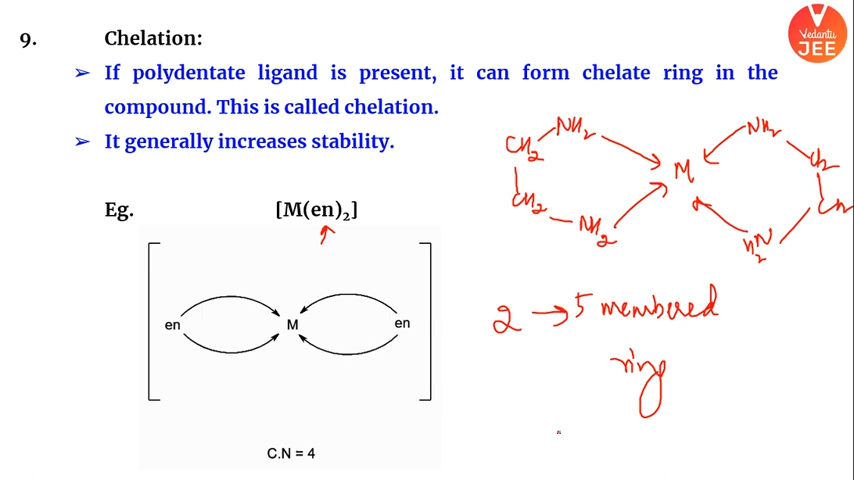 9. Chelation:
Vedantu
JEE
➢ If polydentate ligand is present, it can form chelate ring in the
compound. This is called chelation.
➢ It generally increases stability.
Eg. [M(en)₂]
en M en
C.N = 4
CH₂ NH₂
CH₂ NH₂
M
NH₂
H₂N
2 → 5 membered
ring